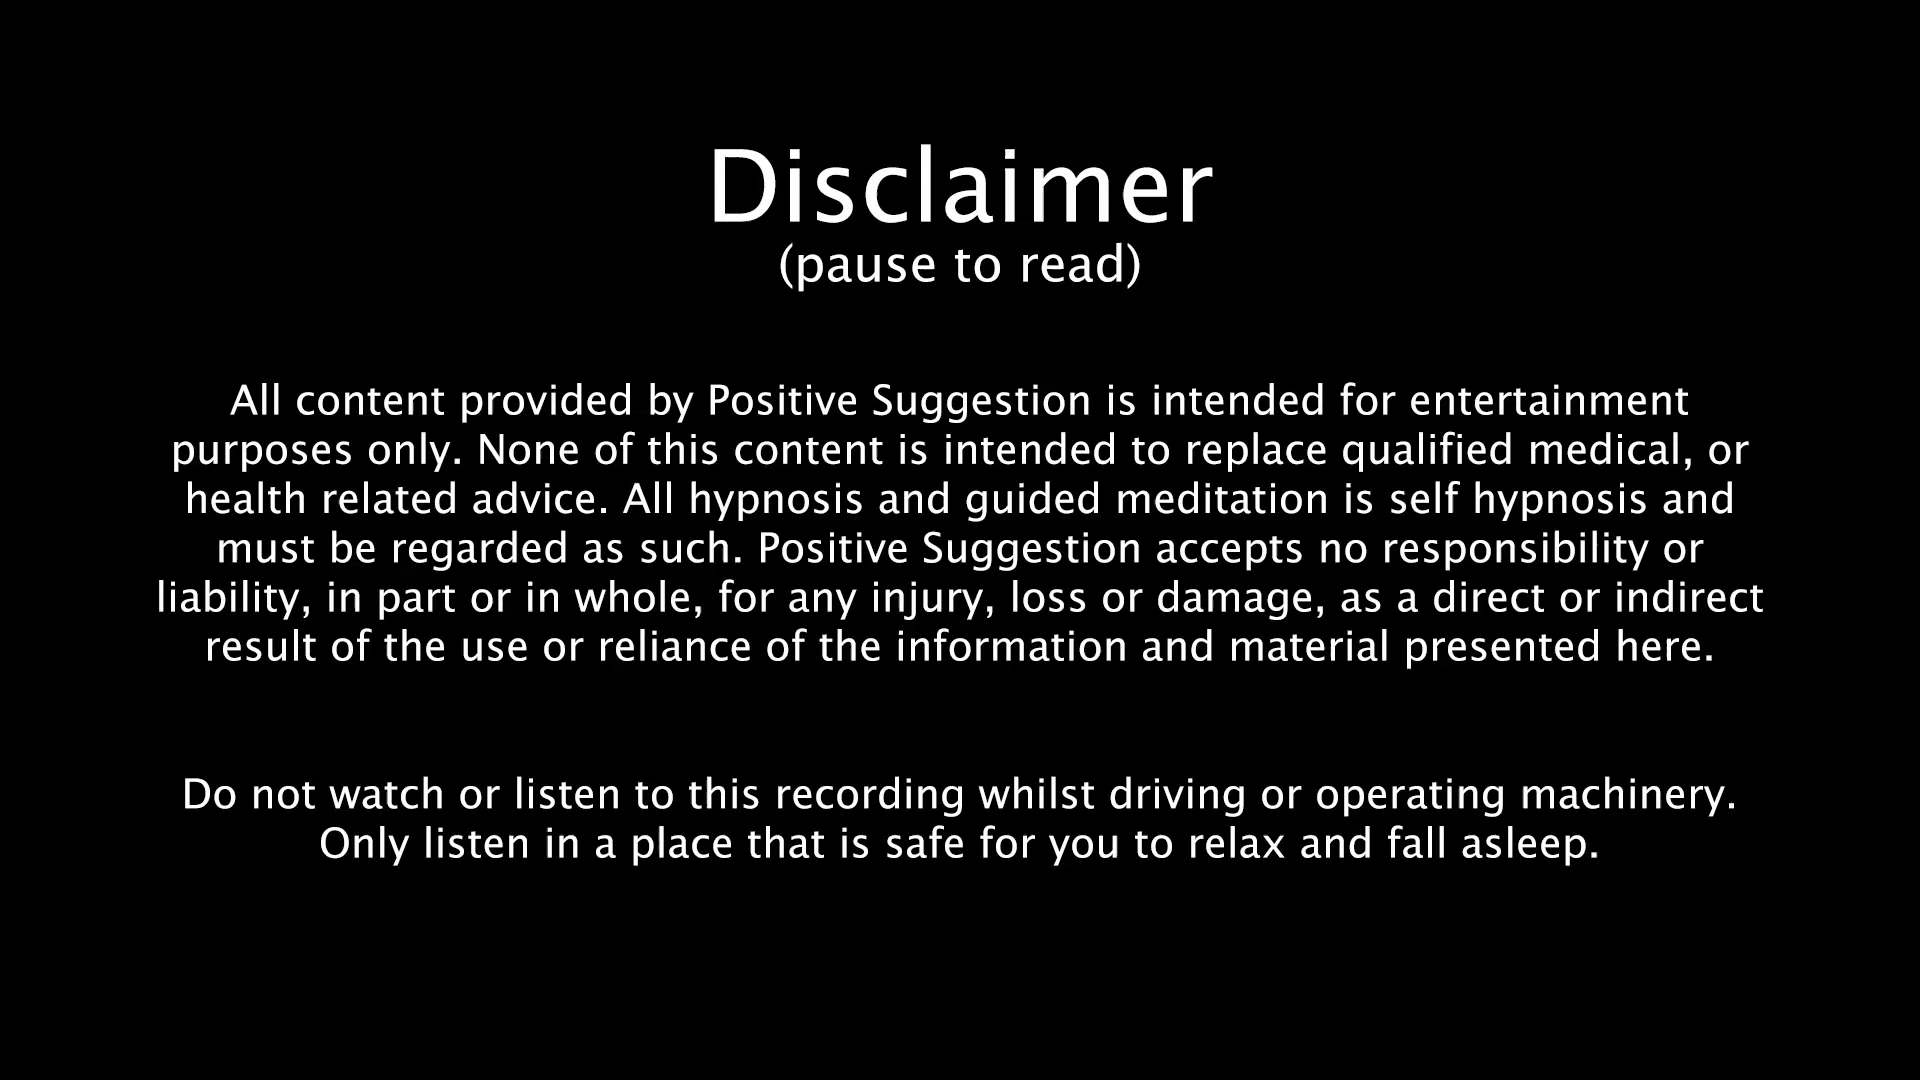 Disclaimer
(pause to read)
All content provided by Positive Suggestion is intended for entertainment
purposes only. None of this content is intended to replace qualified medical, or
health related advice. All hypnosis and guided meditation is self hypnosis and
must be regarded as such. Positive Suggestion accepts no responsibility or
liability, in part or in whole, for any injury, loss or damage, as a direct or indirect
result of the use or reliance of the information and material presented here.
Do not watch or listen to this recording whilst driving or operating machinery.
Only listen in a place that is safe for you to relax and fall asleep.